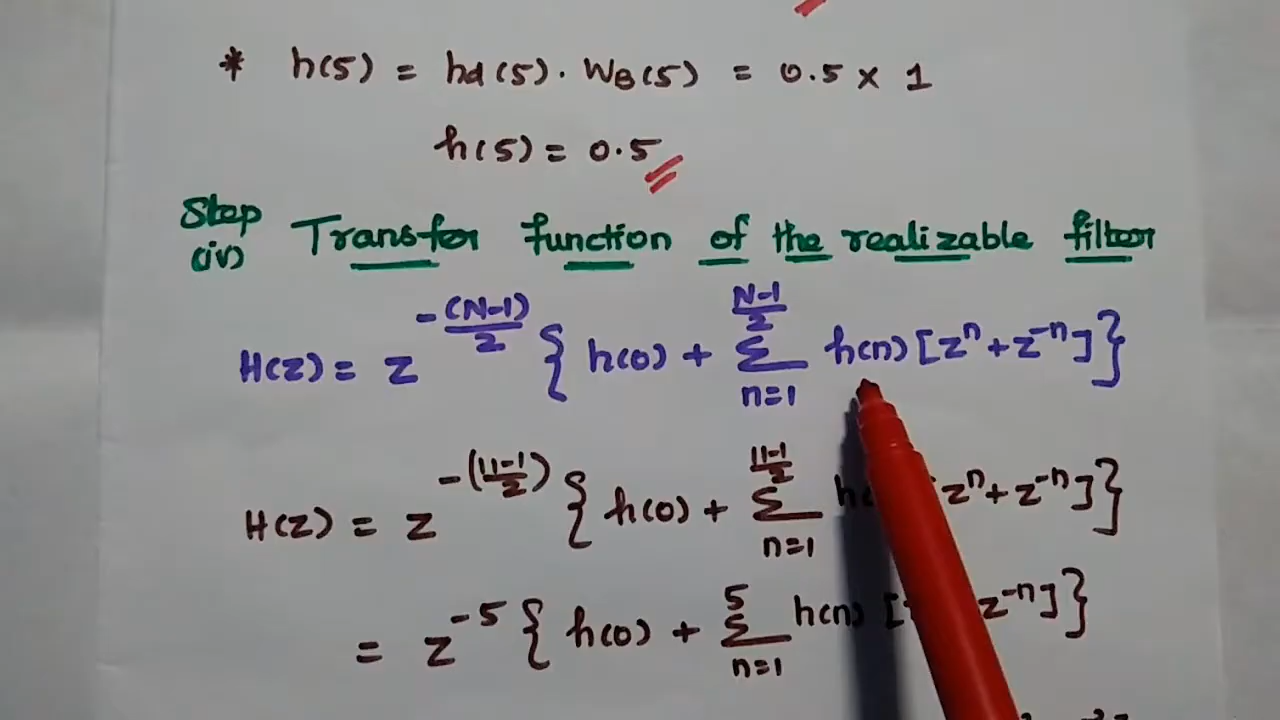 * h(5) = hd(5). WB(5) = 0.5 x 1
h(5) = 0.5
Step (iv) Transfer function of the realizable filter
H(z) = z^-(N-1)/2 { h(0) + Σ_{n=1}^{N-1/2} h(n) [z^n + z^-n] }
H(z) = z^-(11-1/2) { h(0) + Σ_{n=1}^{11-1/2} z^n + z^-n ] }
= z^-5 { h(0) + Σ_{n=1}^{5} h(n) [ z^-n ] }